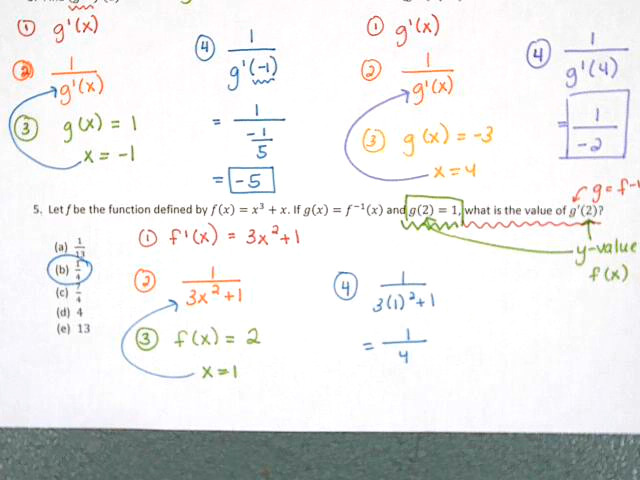 ① g'(x)
② 1/g'(x)
③ g(x) = 1
x = -1
④ 1/g'(-1)
= 1/(-1/5)
= -5
① g'(x)
② 1/g'(x)
③ g(x) = -3
x = 4
④ 1/g'(4)
= 1/-2
g = f⁻¹
5. Let f be the function defined by f(x) = x³ + x. If g(x) = f⁻¹(x) and g(2) = 1, what is the value of g'(2)?
y-value
f(x)
(a) 1/13
(b) 1/4
(c) 7/4
(d) 4
(e) 13
① f'(x) = 3x²+1
② 1/3x²+1
③ f(x) = 2
x=1
④ 1/3(1)²+1
= 1/4